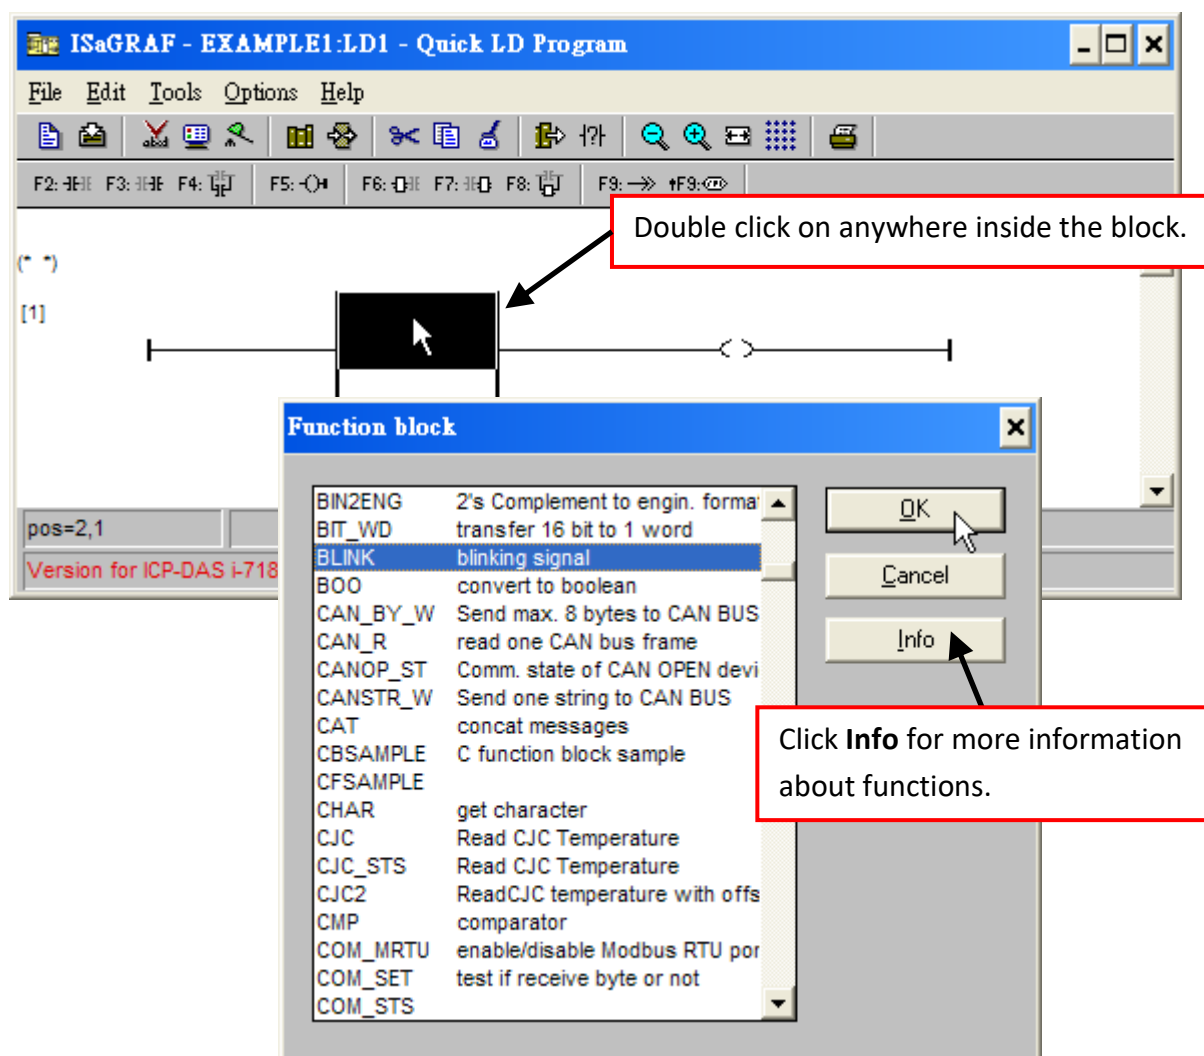 ISaGRAF - EXAMPLE1:LD1 - Quick LD Program
File Edit Tools Options Help
F2: F3: F4: F5: F6: F7: F8: F9: F9:
Double click on anywhere inside the block.
(* *)
[1]
Function block
pos=2,1
Version for ICP-DAS i-718
BIN2ENG 2's Complement to engin. format
BIT_WD transfer 16 bit to 1 word
BLINK blinking signal
BOO convert to boolean
CAN_BY_W Send max. 8 bytes to CAN BUS
CAN_R read one CAN bus frame
CANOP_ST Comm. state of CAN OPEN devi
CANSTR_W Send one string to CAN BUS
CAT concat messages
CBSAMPLE C function block sample
CFSAMPLE
CHAR get character
CJC Read CJC Temperature
CJC_STS Read CJC Temperature
CJC2 ReadCJC temperature with offs
CMP comparator
COM_MRTU enable/disable Modbus RTU por
COM_SET test if receive byte or not
COM_STS
OK
Cancel
Info
Click Info for more information
about functions.